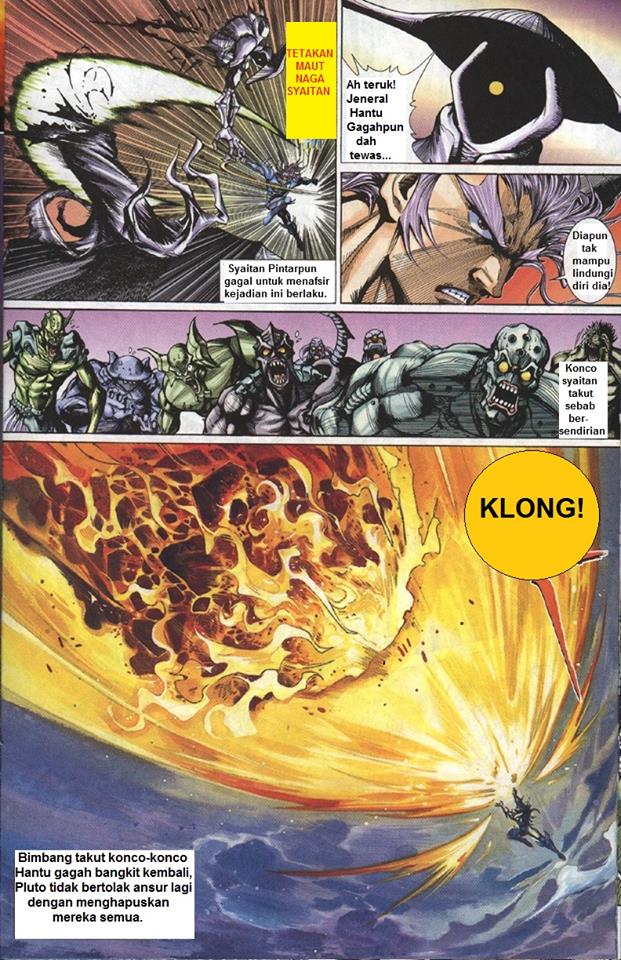 TETAKAN
MAUT
NAGA
SYAITAN
Ah teruk!
Jeneral
Hantu
Gagahpun
dah
tewas...
Syaitan Pintarpun
gagal untuk menafsir
kejadian ini berlaku.
Diapun
tak
mampu
lindungi
diri dia!
Konco
syaitan
takut
sebab
ber-
sendirian
KLONG!
Bimbang takut konco-konco
Hantu gagah bangkit kembali,
Pluto tidak bertolak ansur lagi
dengan menghapuskan
mereka semua.